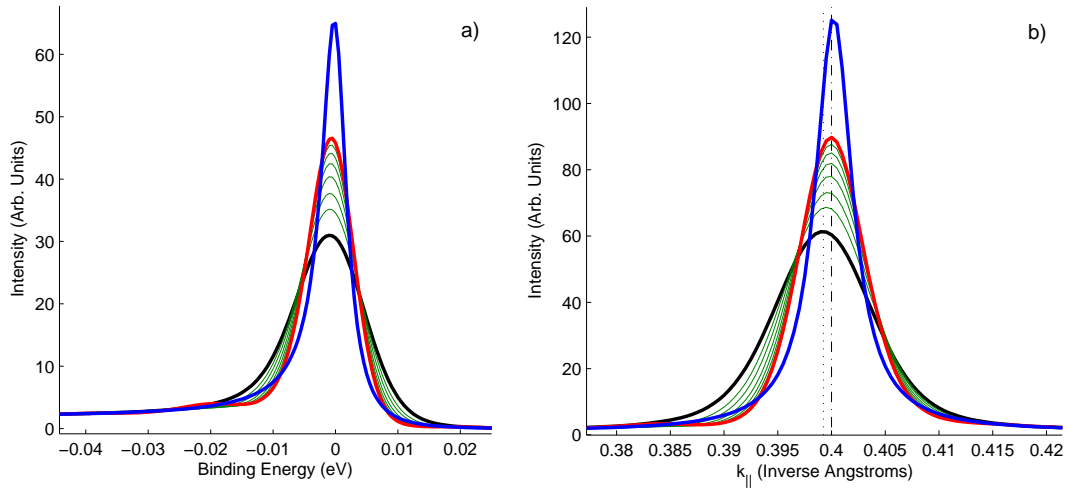 a)
60
50
40
30
20
10
0
Intensity (Arb. Units)
−0.04 −0.03 −0.02 −0.01 0 0.01 0.02
Binding Energy (eV)
b)
120
100
80
60
40
20
0
Intensity (Arb. Units)
0.38 0.385 0.39 0.395 0.4 0.405 0.41 0.415 0.42
k|| (Inverse Angstroms)